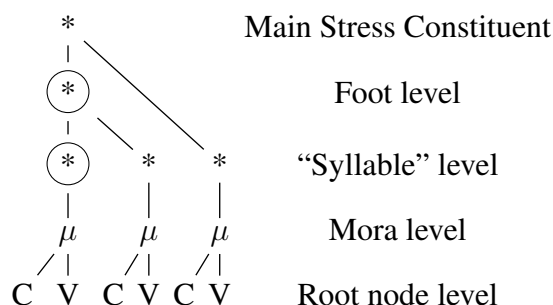 * Main Stress Constituent
* Foot level
* * * “Syllable” level
μ μ μ Mora level
C V C V C V Root node level